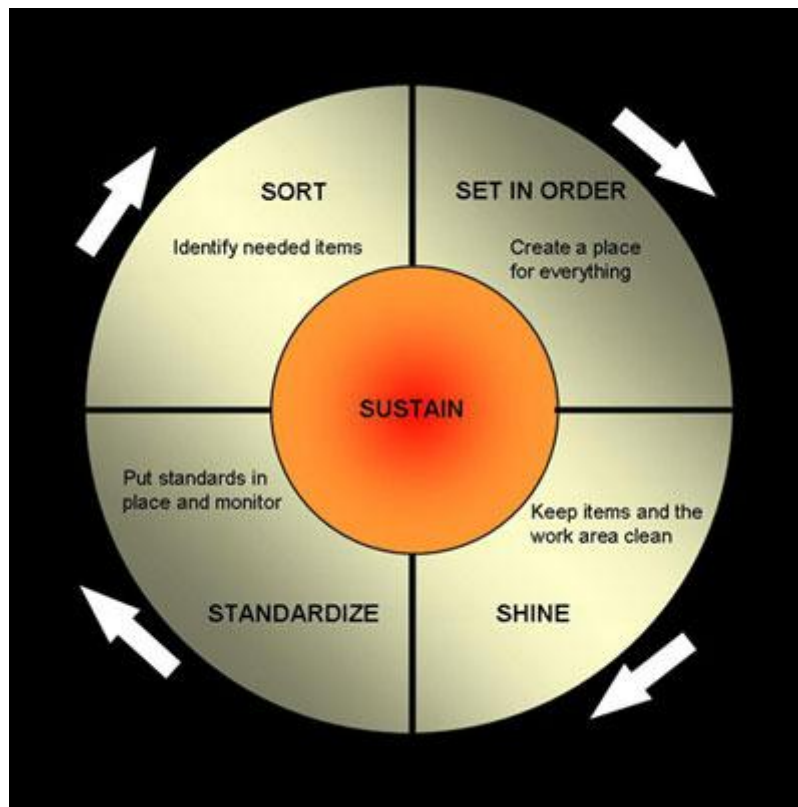 SORT
Identify needed items
SET IN ORDER
Create a place
for everything
SUSTAIN
Put standards in
place and monitor
STANDARDIZE
Keep items and the
work area clean
SHINE